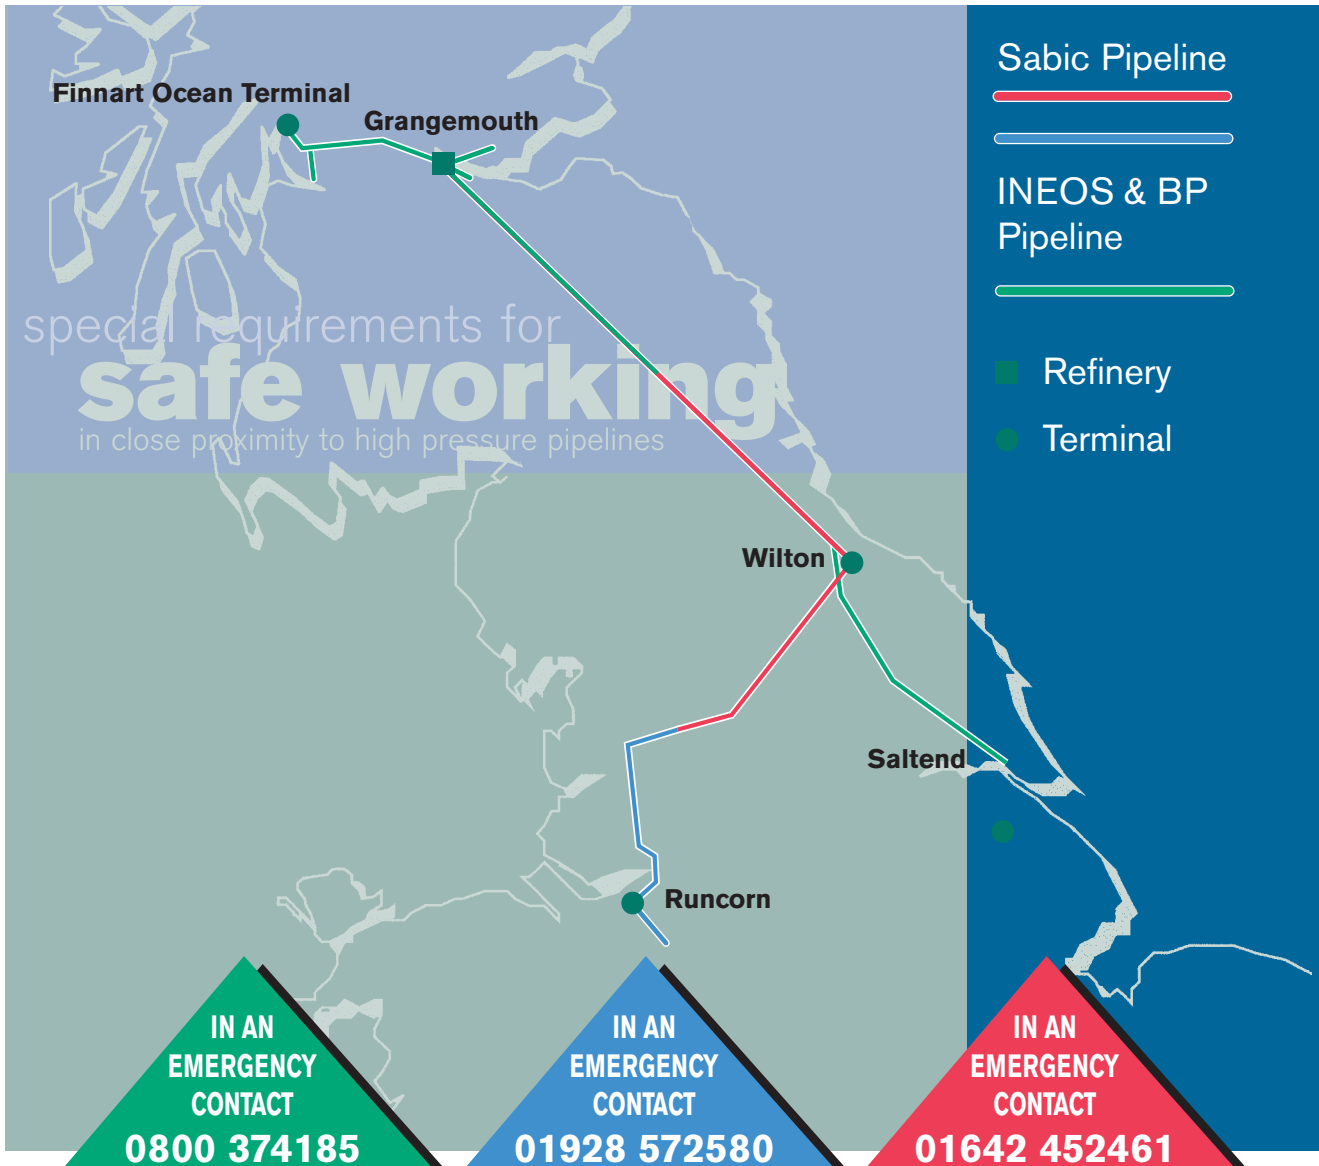 Finnart Ocean Terminal
Grangemouth
special requirements for
safe working
in close proximity to high pressure pipelines
Wilton
Saltend
Runcorn
Sabic Pipeline
INEOS & BP
Pipeline
Refinery
Terminal
IN AN
EMERGENCY
CONTACT
0800 374185
IN AN
EMERGENCY
CONTACT
01928 572580
IN AN
EMERGENCY
CONTACT
01642 452461